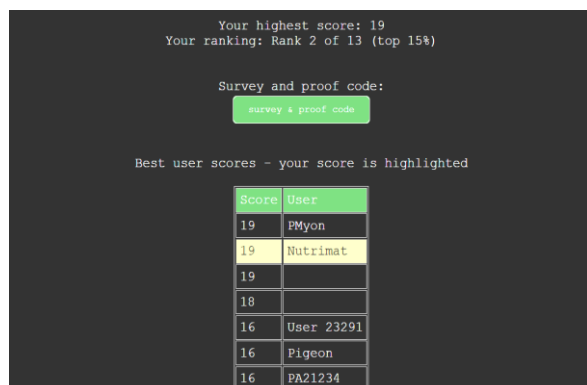 Your highest score: 19
Your ranking: Rank 2 of 13 (top 15%)
Survey and proof code:
survey & proof code
Best user scores - your score is highlighted
Score User
19 PMyon
19 Nutrimat
19
18
16 User 23291
16 Pigeon
16 PA21234